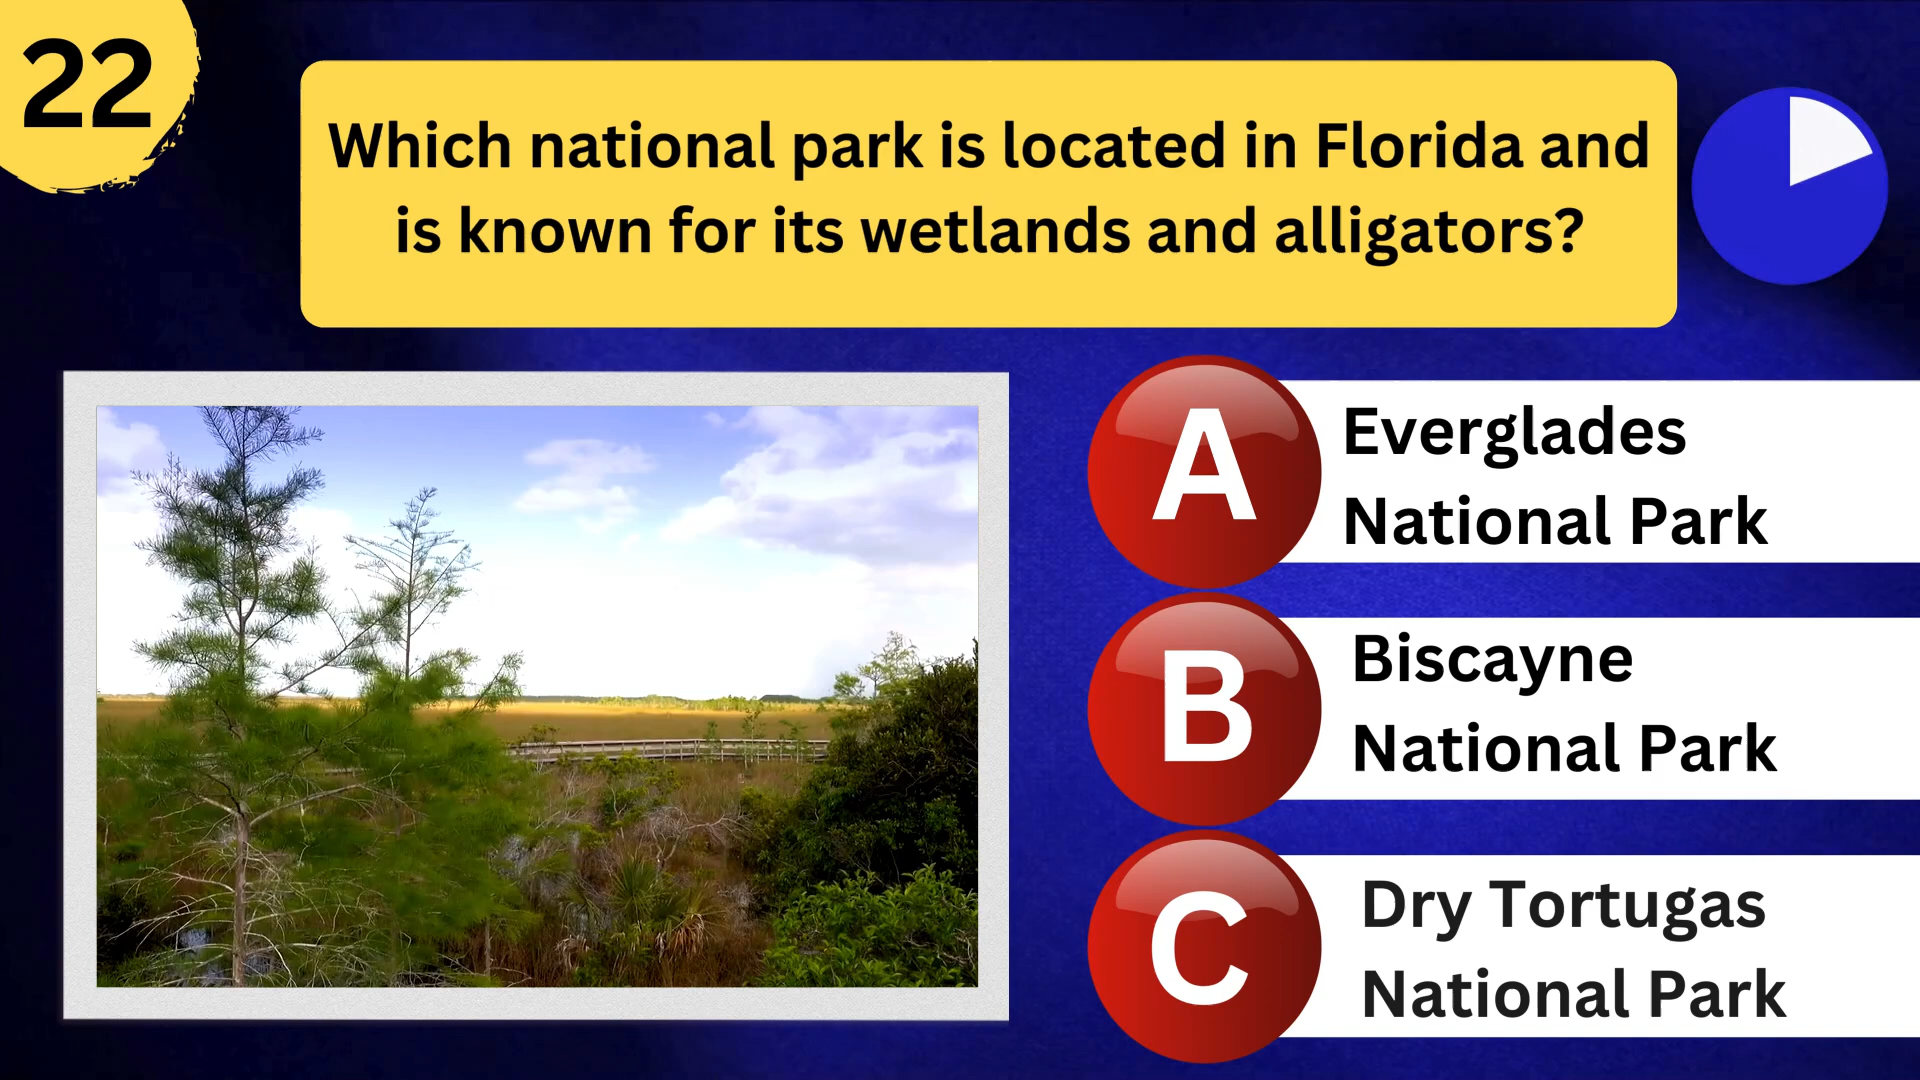 22
Which national park is located in Florida and
is known for its wetlands and alligators?
A
Everglades
National Park
B
Biscayne
National Park
C
Dry Tortugas
National Park